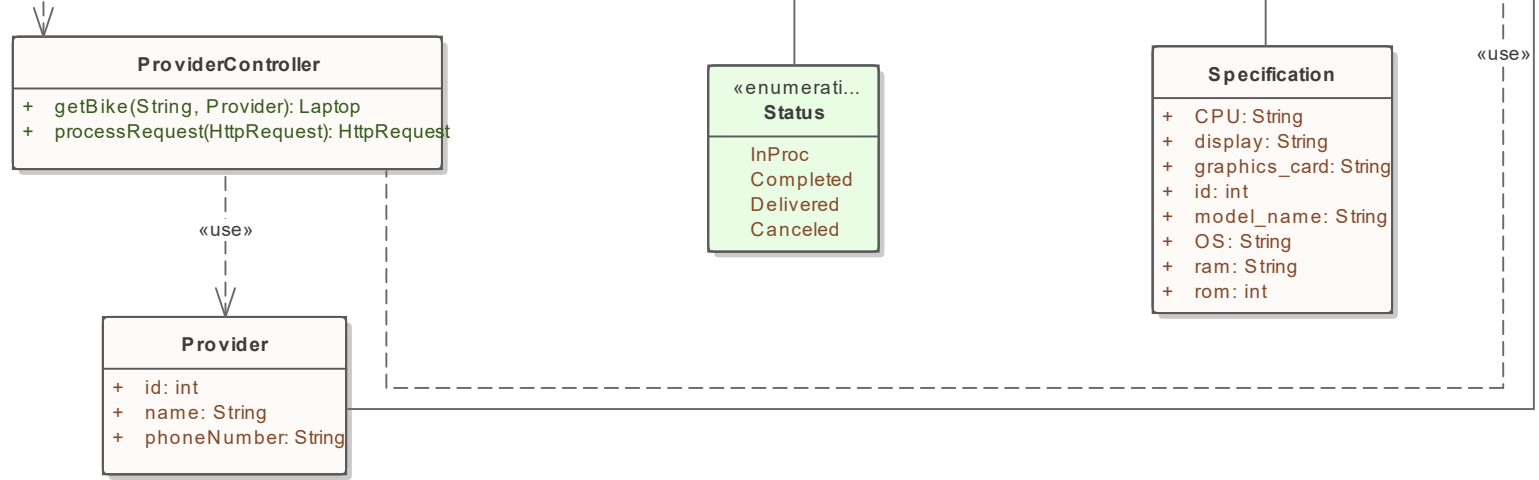 ProviderController
+ getBike(String, Provider): Laptop
+ processRequest(HttpRequest): HttpRequest
«use»
Provider
+ id: int
+ name: String
+ phoneNumber: String
«enumerati...
Status
InProc
Completed
Delivered
Canceled
Specification
+ CPU: String
+ display: String
+ graphics_card: String
+ id: int
+ model_name: String
+ OS: String
+ ram: String
+ rom: int
«use»